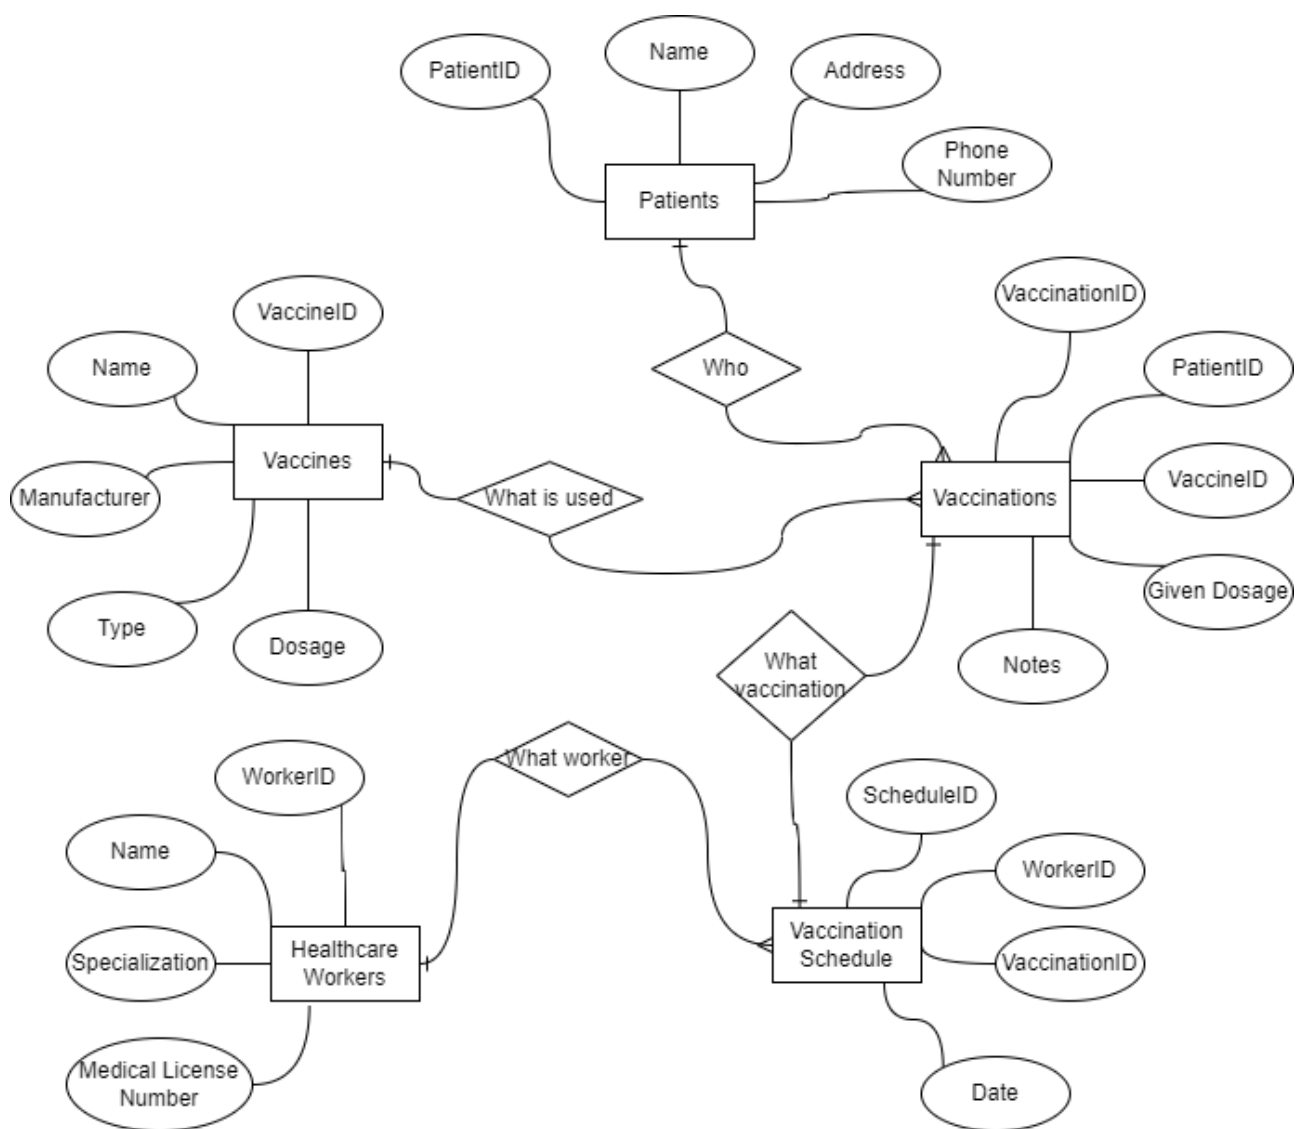 Name
PatientID
Address
Phone
Number
Patients
VaccinationID
VaccineID
Name
Who
PatientID
Vaccines
Manufacturer
What is used
Vaccinations
VaccineID
Given Dosage
Type
Dosage
What
vaccination
Notes
What worker
WorkerID
ScheduleID
Name
WorkerID
Specialization
Healthcare
Workers
Vaccination
Schedule
VaccinationID
Medical License
Number
Date